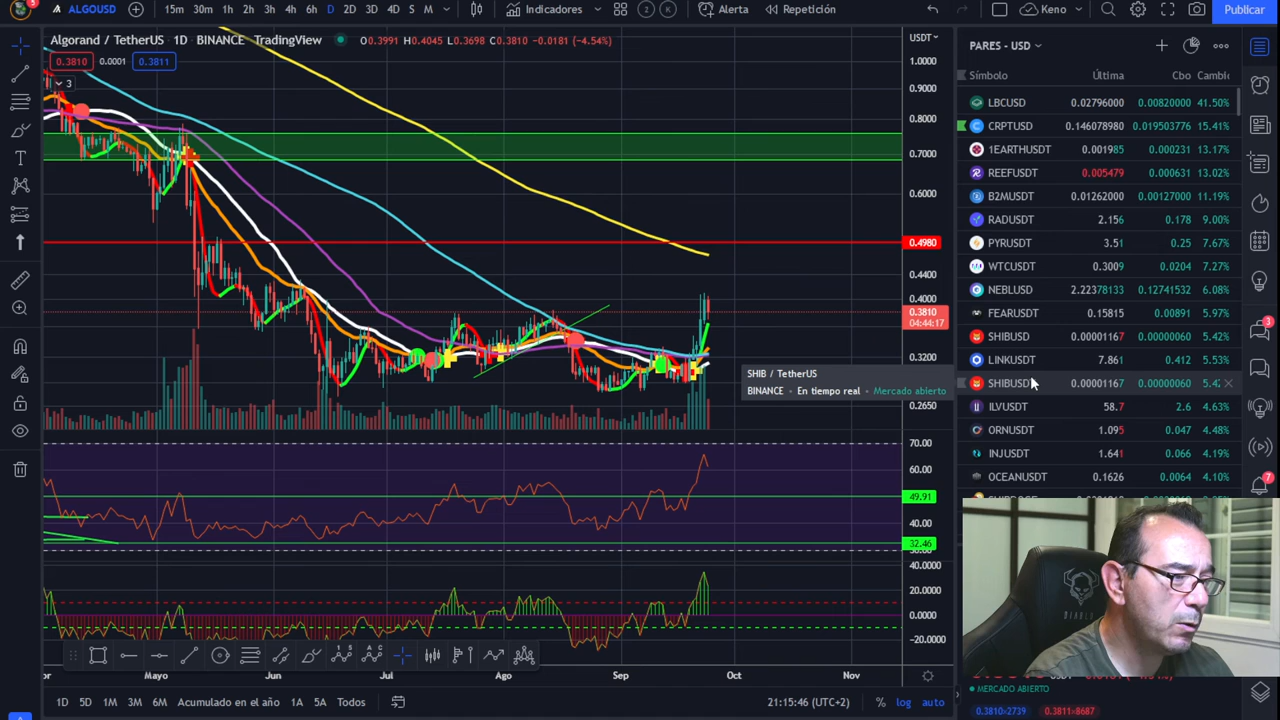 5
ALGOUSD
15m 30m 1h 2h 3h 4h 6h D 2D 3D 4D S M
Indicadores
2 K
Alerta
Repetición
Keno
Publicar
Algorand / TetherUS · 1D · BINANCE · TradingView
O0.3991 H0.4045 L0.3698 C0.3810 -0.0181 (-4.54%)
0.3810 0.0001 0.3811
3
USDT
1.0000
0.9000
0.8000
0.7000
0.6000
0.4980
0.4400
0.4000
0.3810
04:44:17
0.3200
0.2650
70.00
60.00
49.91
40.00
32.46
30.00
40.0000
20.0000
0.0000
-20.0000
SHIB / TetherUS
BINANCE - En tiempo real - Mercado abierto
Mayo Jun Jul Ago Sep Oct Nov
1D 5D 1M 3M 6M Acumulado en el año 1A 5A Todos
21:15:46 (UTC+2)
% log auto
PARES - USD
Símbolo Última Cbo Cambio
LBCUSD 0.02796000 0.00820000 41.50%
CRPTUSD 0.146078980 0.019503776 15.41%
1EARTHUSDT 0.001985 0.000231 13.17%
REEFUSDT 0.005479 0.000631 13.02%
B2MUSDT 0.01262000 0.00127000 11.19%
RADUSDT 2.156 0.178 9.00%
PYRUSDT 3.51 0.25 7.67%
WTCUSDT 0.3009 0.0204 7.27%
NEBLUSD 2.22378133 0.12741532 6.08%
FEARUSDT 0.15815 0.00891 5.97%
SHIBUSD 0.00001167 0.00000060 5.54%
LINKUSDT 7.861 0.412 5.53%
SHIBUSD 0.00001167 0.00000060 5.42
ILVUSDT 58.7 2.6 4.63%
ORNUSDT 1.095 0.047 4.48%
INJUSDT 1.641 0.066 4.19%
OCEANUSDT 0.1626 0.0064 4.10%
3
7
DIABLO
MERCADO ABIERTO
0.3810×2739 0.3811×8687